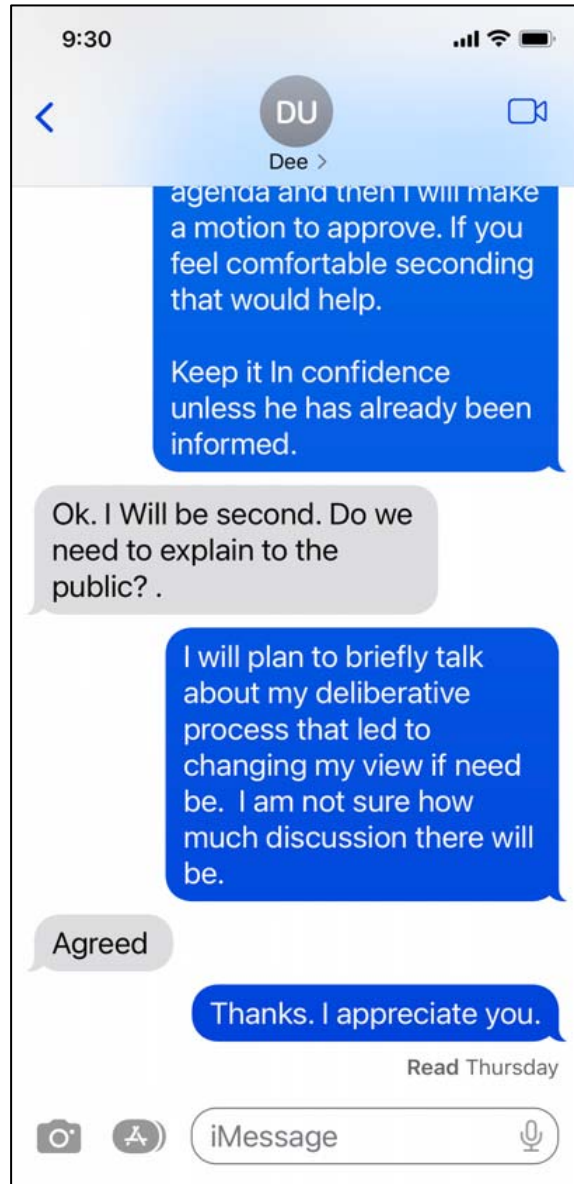 9:30
DU
Dee >
agenda and then I will make
a motion to approve. If you
feel comfortable seconding
that would help.
Keep it In confidence
unless he has already been
informed.
Ok. I Will be second. Do we
need to explain to the
public? .
I will plan to briefly talk
about my deliberative
process that led to
changing my view if need
be.  I am not sure how
much discussion there will
be.
Agreed
Thanks. I appreciate you.
Read Thursday
iMessage